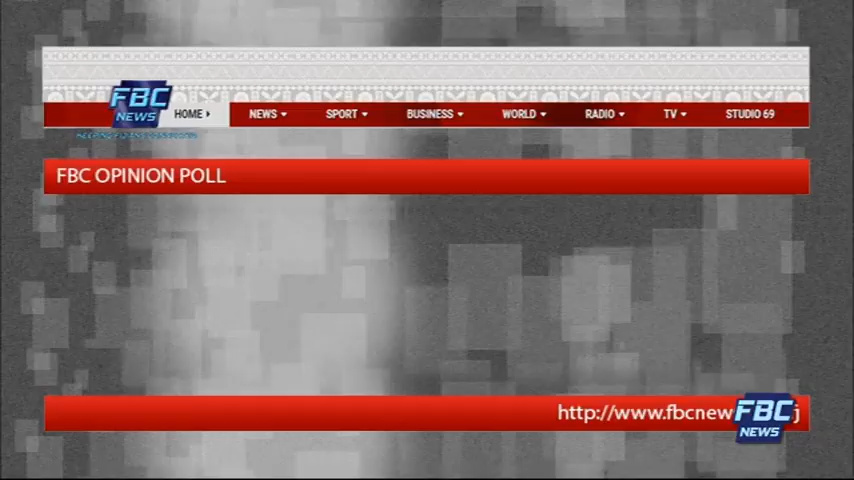 FBC
NEWS
HOME NEWS SPORT BUSINESS WORLD RADIO TV STUDIO 69
FBC OPINION POLL
http://www.fbcnew j
FBC
NEWS